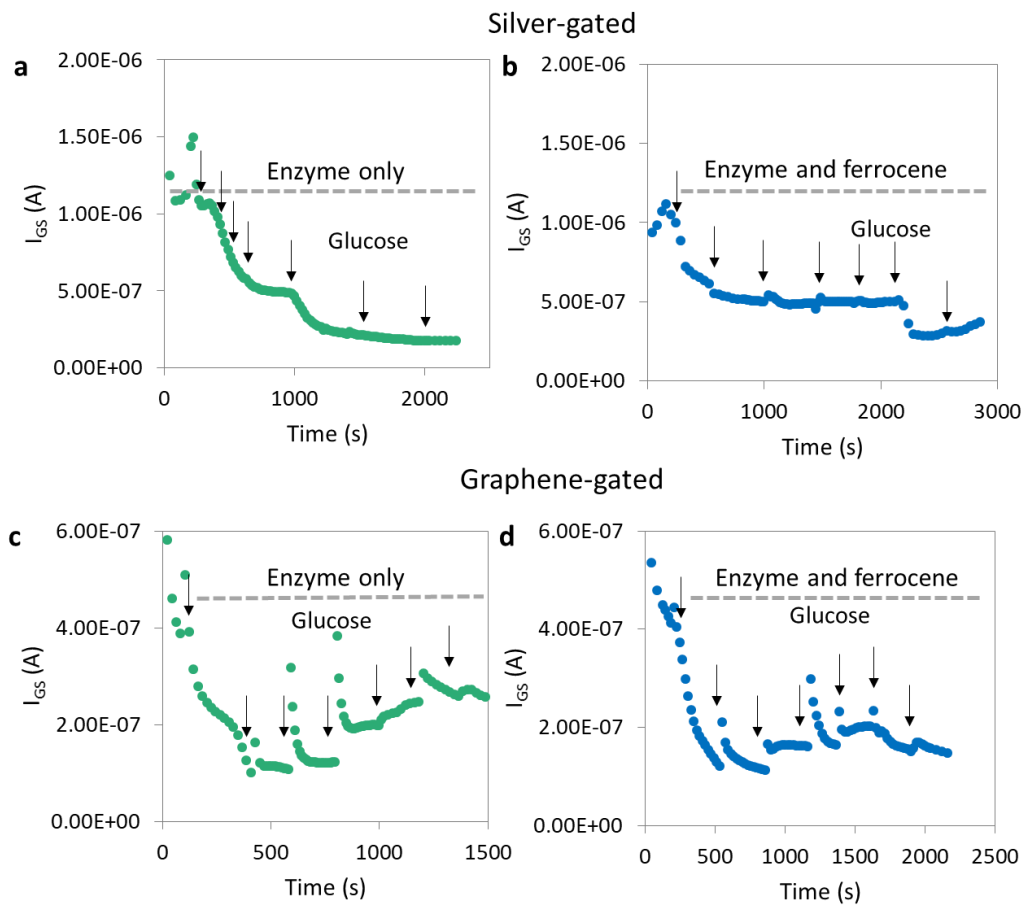 Silver-gated
a
2.00E-06
1.50E-06
1.00E-06
5.00E-07
0.00E+00
I_GS (A)
Enzyme only
Glucose
0
1000
2000
Time (s)
b
2.00E-06
1.50E-06
1.00E-06
5.00E-07
0.00E+00
I_GS (A)
Enzyme and ferrocene
Glucose
0
1000
2000
3000
Time (s)
Graphene-gated
c
6.00E-07
4.00E-07
2.00E-07
0.00E+00
I_GS (A)
Enzyme only
Glucose
0
500
1000
1500
Time (s)
d
6.00E-07
4.00E-07
2.00E-07
0.00E+00
I_GS (A)
Enzyme and ferrocene
Glucose
0
500
1000
1500
2000
2500
Time (s)